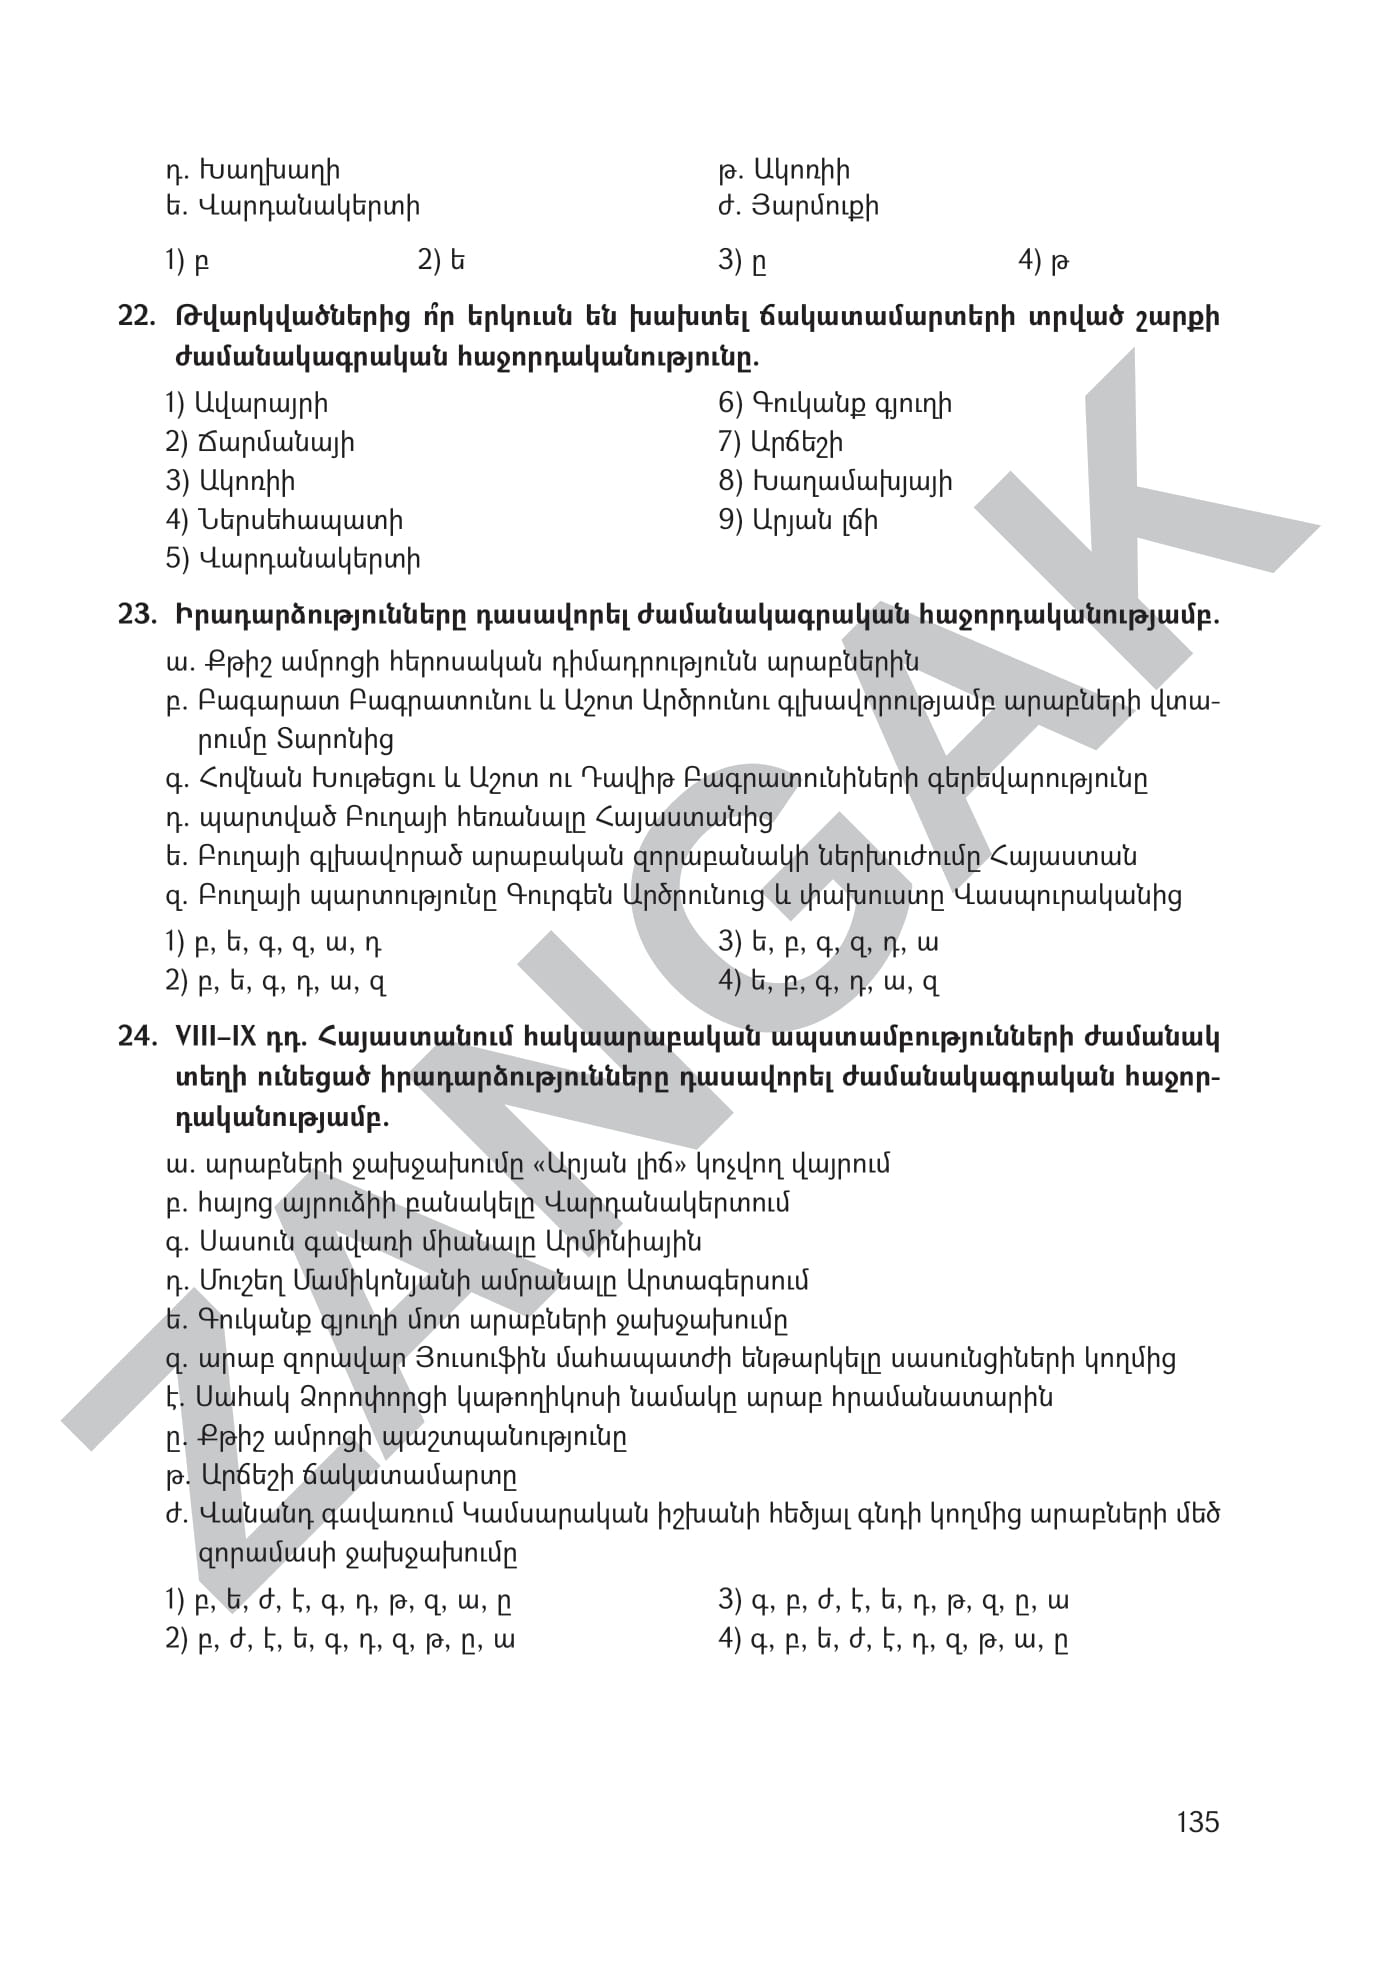 դ. Խաղխաղի
թ. Ակոռիի
ե. Վարդանակերտի
ժ. Յարմուքի
1) բ 2) ե 3) ը 4) թ
22. Թվարկվածներից ո՞ր երկուսն են խախտել ճակատամարտերի տրված շարքի
ժամանակագրական հաջորդականությունը.
1) Ավարայրի
2) Ճարմանայի
3) Ակոռիի
4) Ներսեհապատի
5) Վարդանակերտի
6) Գուկանք գյուղի
7) Արճեշի
8) Խաղամախյայի
9) Արյան լճի
23. Իրադարձությունները դասավորել ժամանակագրական հաջորդականությամբ.
ա. Քթիշ ամրոցի հերոսական դիմադրությունն արաբներին
բ. Բագարատ Բագրատունու և Աշոտ Արծրունու գլխավորությամբ արաբների վտա-
րումը Տարոնից
գ. Հովնան Խութեցու և Աշոտ ու Դավիթ Բագրատունիների գերեվարությունը
դ. պարտված Բուղայի հեռանալը Հայաստանից
ե. Բուղայի գլխավորած արաբական զորաբանակի ներխուժումը Հայաստան
զ. Բուղայի պարտությունը Գուրգեն Արծրունուց և փախուստը Վասպուրականից
1) բ, ե, գ, զ, ա, դ
2) բ, ե, գ, դ, ա, զ
3) ե, բ, գ, զ, դ, ա
4) ե, բ, գ, դ, ա, զ
24. VIII–IX դդ. Հայաստանում հակաարաբական ապստամբությունների ժամանակ
տեղի ունեցած իրադարձությունները դասավորել ժամանակագրական հաջոր-
դականությամբ.
ա. արաբների ջախջախումը «Արյան լիճ» կոչվող վայրում
բ. հայոց այրուձիի բանակելը Վարդանակերտում
գ. Սասուն գավառի միանալը Արմինիային
դ. Մուշեղ Մամիկոնյանի ամրանալը Արտագերսում
ե. Գուկանք գյուղի մոտ արաբների ջախջախումը
զ. արաբ զորավար Յուսուֆին մահապատժի ենթարկելը սասունցիների կողմից
է. Սահակ Ձորոփորցի կաթողիկոսի նամակը արաբ հրամանատարին
ը. Քթիշ ամրոցի պաշտպանությունը
թ. Արճեշի ճակատամարտը
ժ. Վանանդ գավառում Կամսարական իշխանի հեծյալ գնդի կողմից արաբների մեծ
զորամասի ջախջախումը
1) բ, ե, ժ, է, գ, դ, թ, զ, ա, ը
2) բ, ժ, է, ե, գ, դ, զ, թ, ը, ա
3) գ, բ, ժ, է, ե, դ, թ, զ, ը, ա
4) գ, բ, ե, ժ, է, դ, զ, թ, ա, ը
135
ZANGAK